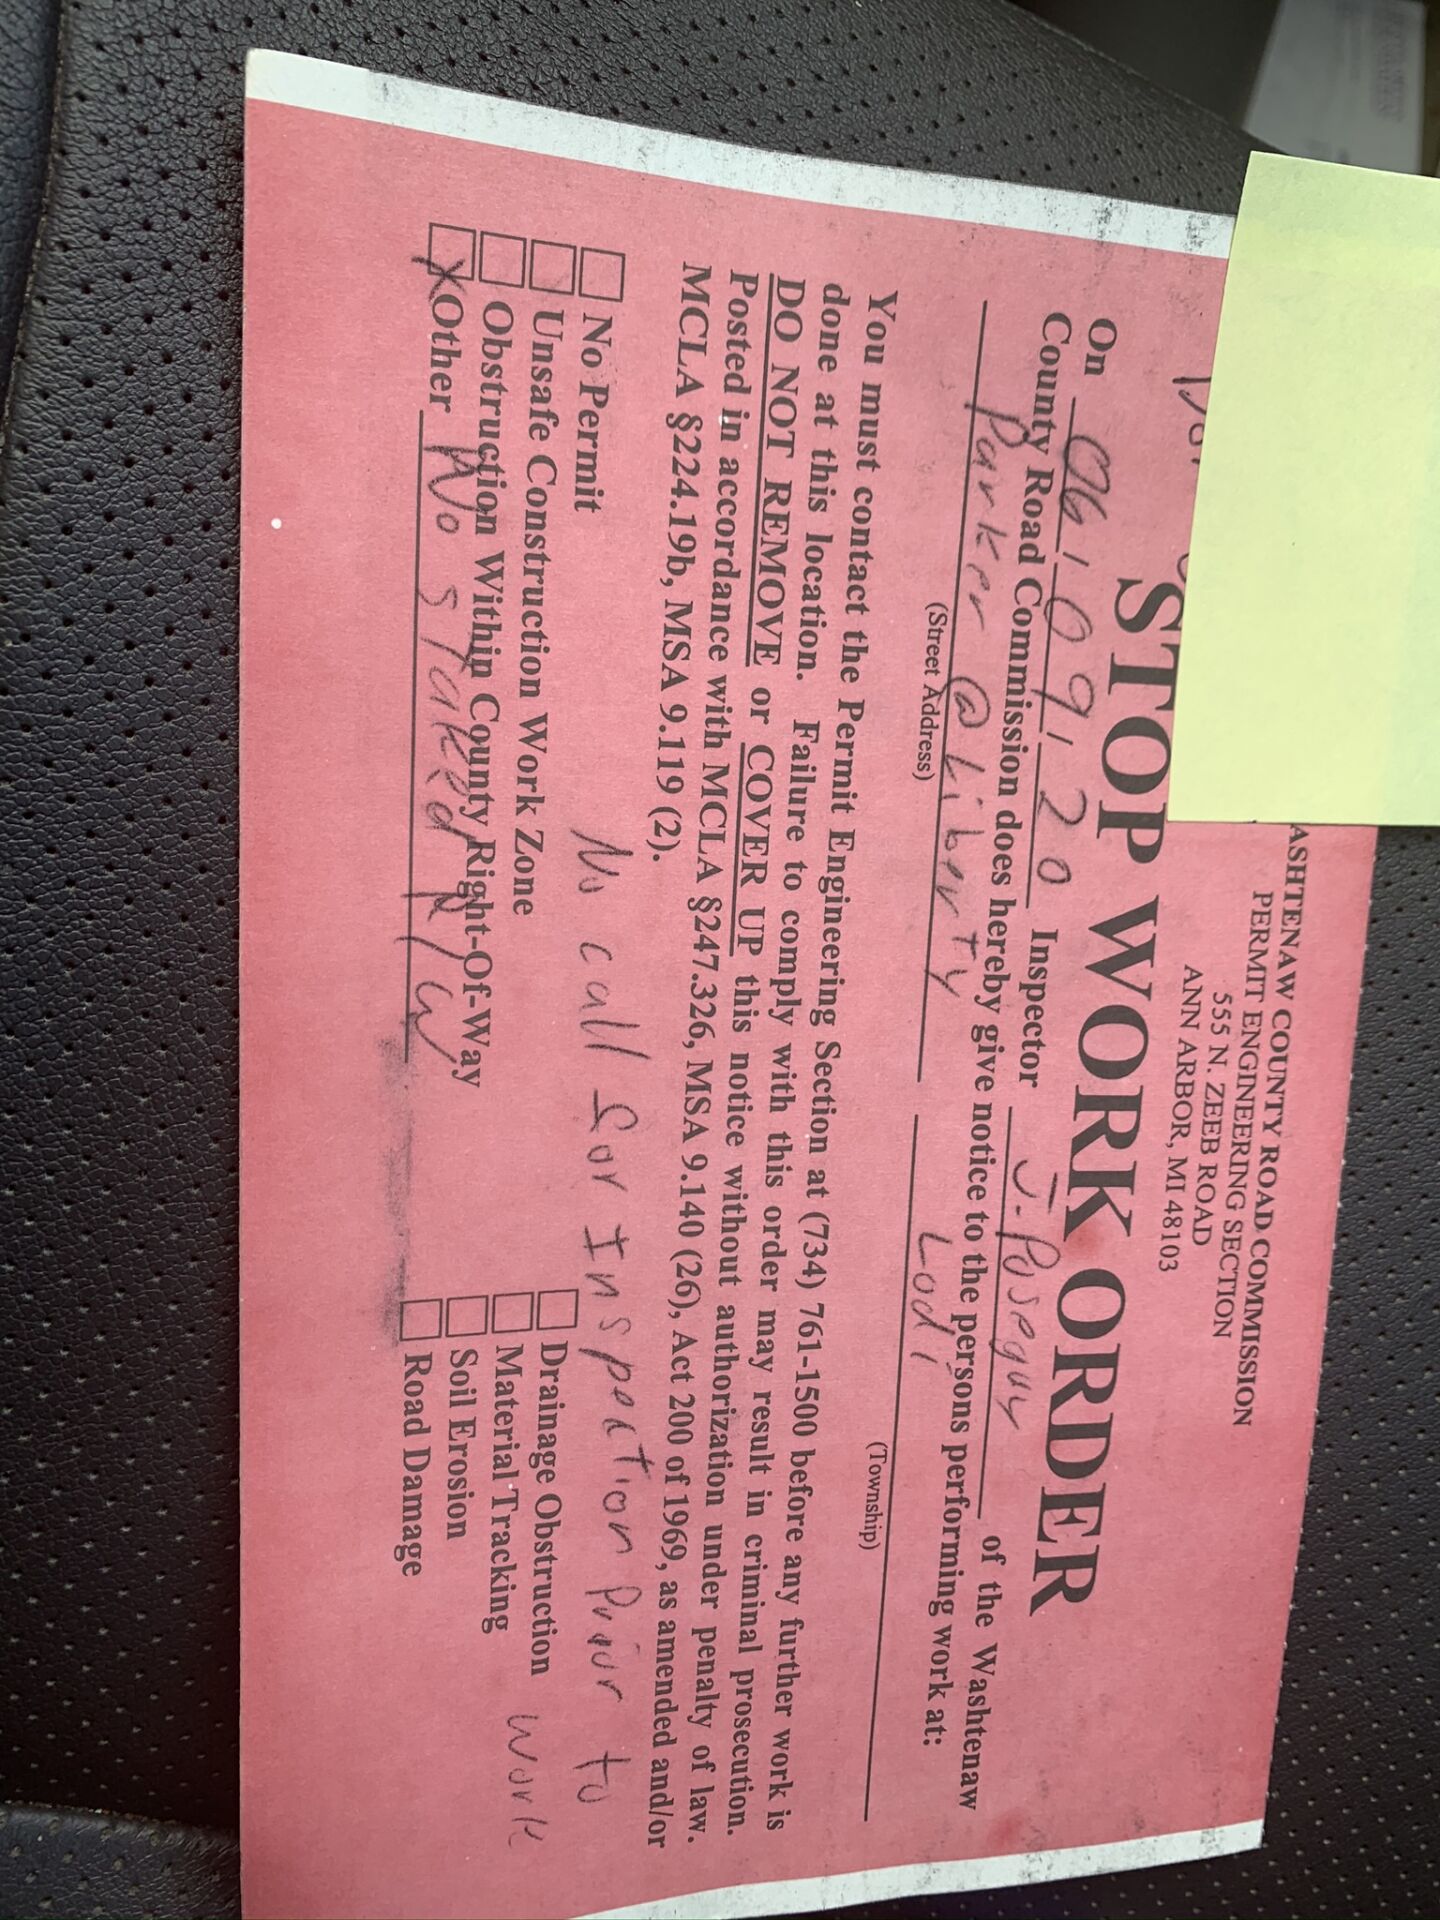 ASHTENAW COUNTY ROAD COMMISSION
PERMIT ENGINEERING SECTION
555 N. ZEEB ROAD
ANN ARBOR, MI 48103
STOP WORK ORDER
On 06/09/20 Inspector J. Poseguy of the Washtenaw
County Road Commission does hereby give notice to the persons performing work at:
Parker @ Liberty Lodi
(Street Address) (Township)
You must contact the Permit Engineering Section at (734) 761-1500 before any further work is
done at this location. Failure to comply with this order may result in criminal prosecution.
DO NOT REMOVE or COVER UP this notice without authorization under penalty of law.
Posted in accordance with MCLA §247.326, MSA 9.140 (26), Act 200 of 1969, as amended and/or
MCLA §224.19b, MSA 9.119 (2).
No call for Inspection Prior to
work
No Permit
Unsafe Construction Work Zone Drainage Obstruction
Obstruction Within County Right-Of-Way Material Tracking
Other No staked R/W Soil Erosion
Road Damage